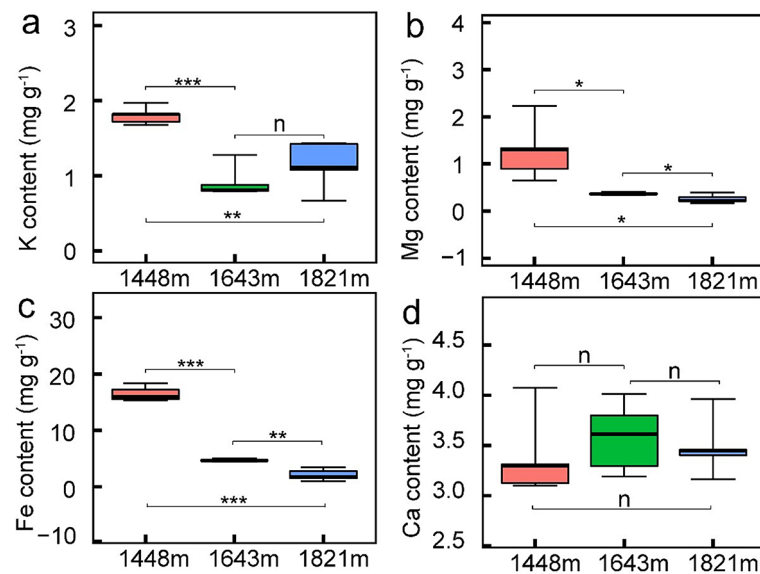 a
K content (mg g⁻¹)
3
2
1
0
***
n
**
1448m 1643m 1821m
b
Mg content (mg g⁻¹)
4
3
2
1
0
−1
*
*
*
1448m 1643m 1821m
c
Fe content (mg g⁻¹)
30
20
10
0
−10
***
**
***
1448m 1643m 1821m
d
Ca content (mg g⁻¹)
4.5
4.0
3.5
3.0
2.5
n
n
n
1448m 1643m 1821m